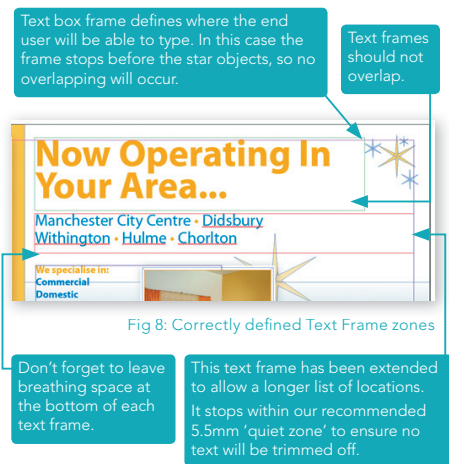 Text box frame defines where the end
user will be able to type. In this case the
frame stops before the star objects, so no
overlapping will occur.
Text frames
should not
overlap.
Now Operating In
Your Area...
Manchester City Centre • Didsbury
Withington • Hulme • Chorlton
We specialise in:
Commercial
Domestic
Fig 8: Correctly defined Text Frame zones
Don't forget to leave
breathing space at
the bottom of each
text frame.
This text frame has been extended
to allow a longer list of locations.
It stops within our recommended
5.5mm 'quiet zone' to ensure no
text will be trimmed off.